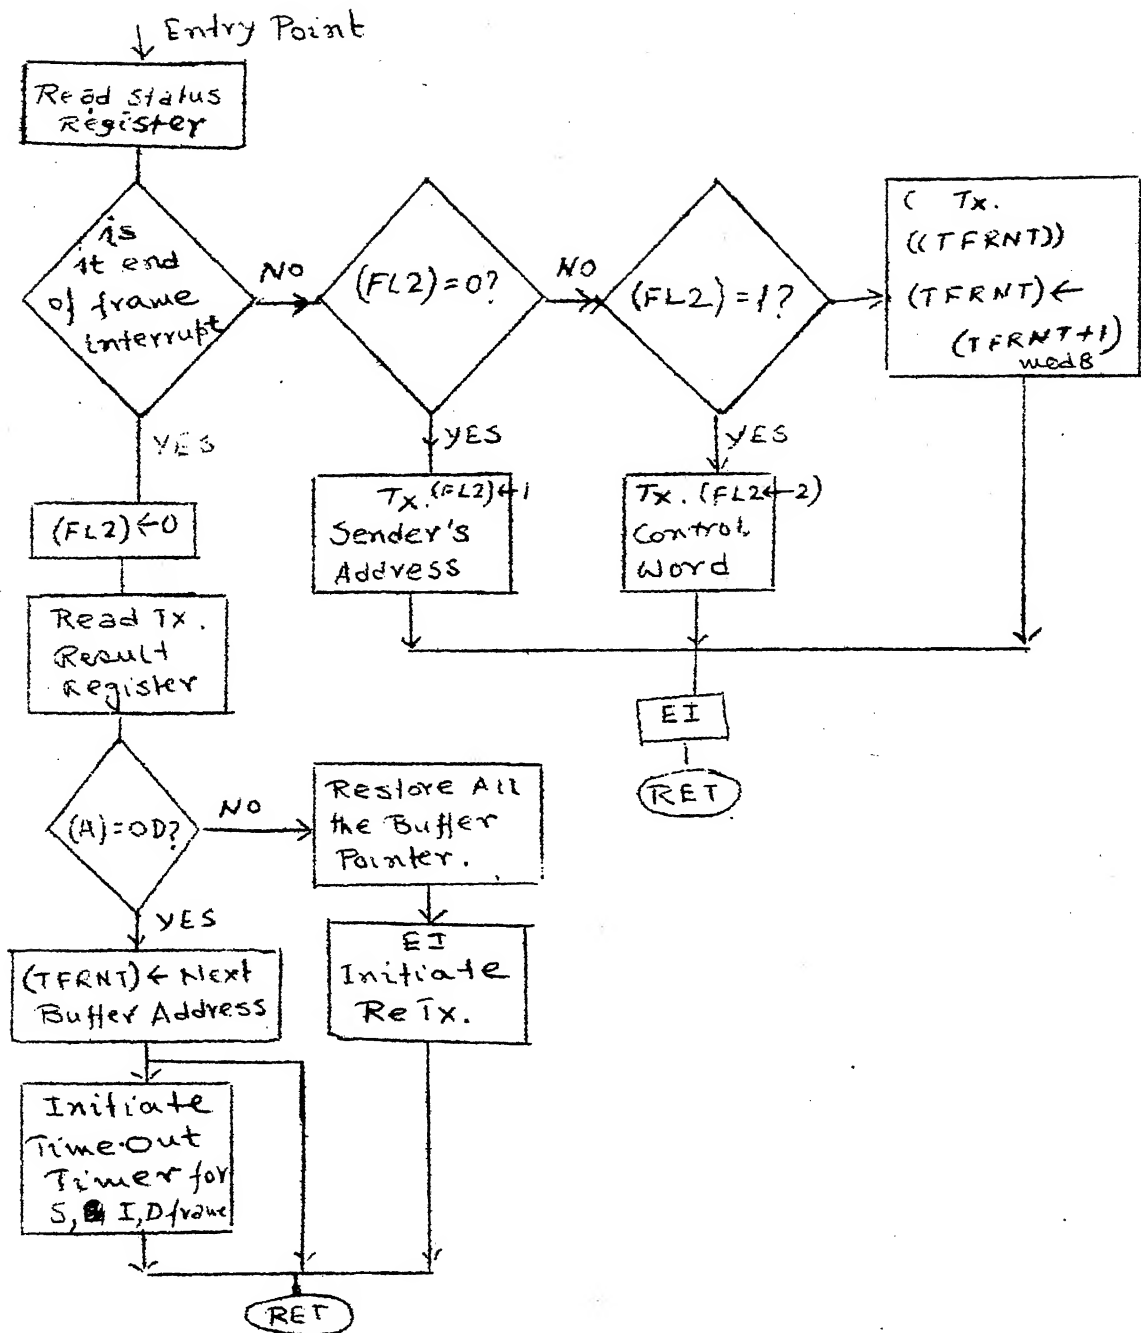 Entry Point
Read Status
Register
is
it end
of frame
interrupt
NO
(FL2)=0?
NO
(FL2)=1?
( Tx.
((TFRNT))
(TFRNT)←
(TFRNT+1)
mod8
YES
YES
YES
(FL2)←0
Tx.(FL2)←1
Sender's
Address
Tx.(FL2←2)
Control
Word
Read Tx.
Result
Register
EI
RET
(A)=0D?
NO
Restore All
the Buffer
Pointer.
YES
(TFRNT)← Next
Buffer Address
EI
Initiate
ReTx.
Initiate
Time-Out
Timer for
S, I,D frame
RET